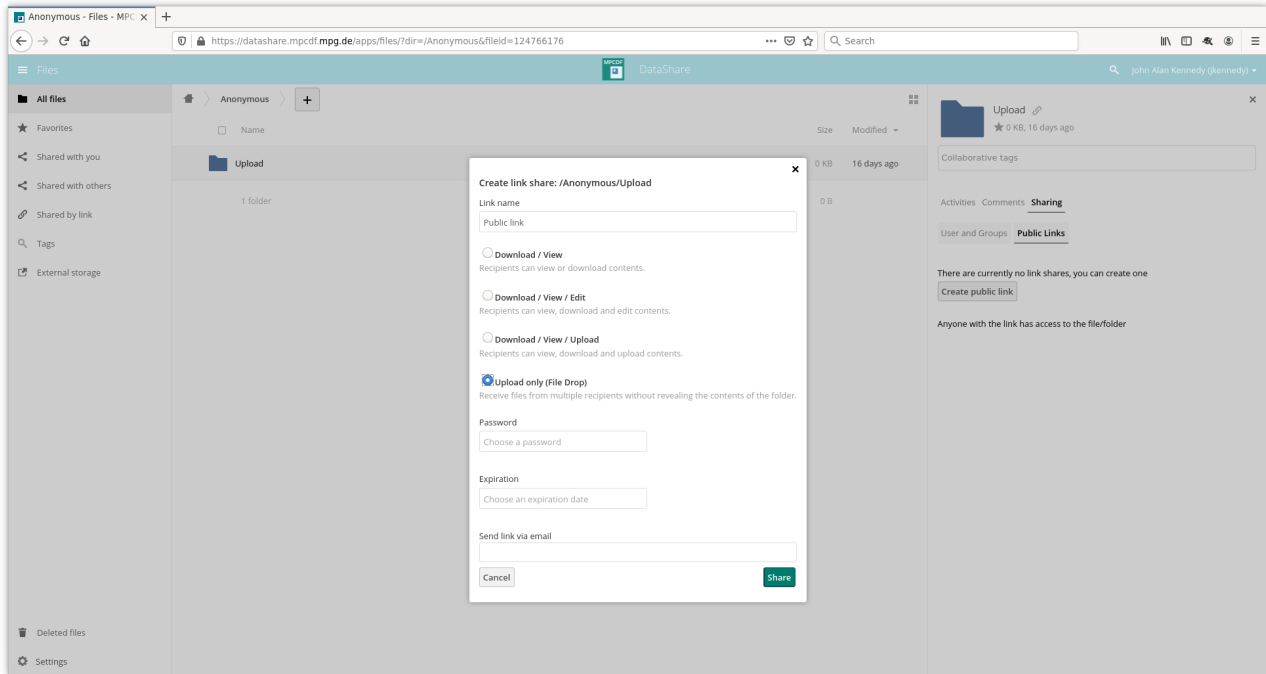 Anonymous - Files - MPC
https://datashare.mpcdf.mpg.de/apps/files/?dir=/Anonymous&fileid=124766176
Search
Files
MPCDF
DataShare
John Alan Kennedy (jkennedy)
All files
Favorites
Shared with you
Shared with others
Shared by link
Tags
External storage
Deleted files
Settings
Anonymous
+
Name
Size
Modified
Upload
0 KB
16 days ago
1 folder
0 B
Create link share: /Anonymous/Upload
Link name
Public link
Download / View
Recipients can view or download contents.
Download / View / Edit
Recipients can view, download and edit contents.
Download / View / Upload
Recipients can view, download and upload contents.
Upload only (File Drop)
Receive files from multiple recipients without revealing the contents of the folder.
Password
Choose a password
Expiration
Choose an expiration date
Send link via email
Cancel
Share
Upload
0 KB, 16 days ago
Collaborative tags
Activities Comments Sharing
User and Groups Public Links
There are currently no link shares, you can create one
Create public link
Anyone with the link has access to the file/folder